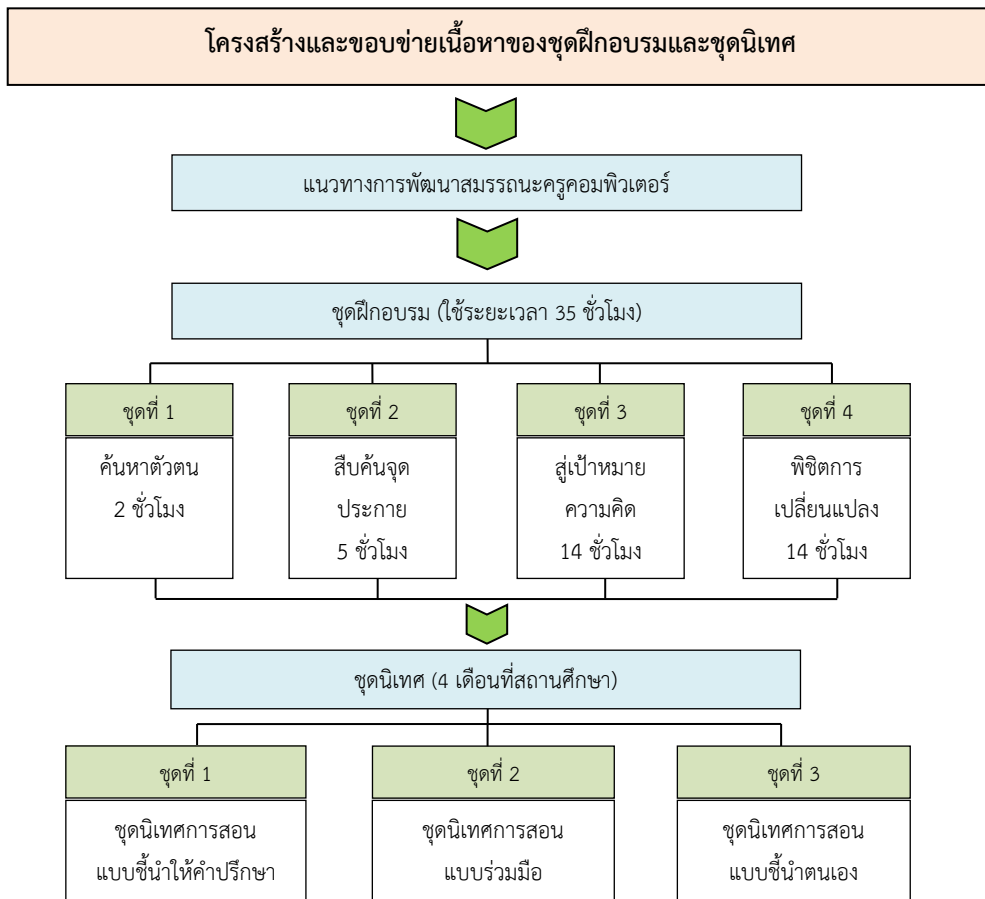 โครงสร้างและขอบข่ายเนื้อหาของชุดฝึกอบรมและชุดนิเทศ
แนวทางการพัฒนาสมรรถนะครูคอมพิวเตอร์
ชุดฝึกอบรม (ใช้ระยะเวลา 35 ชั่วโมง)
ชุดที่ 1
ค้นหาตัวตน
2 ชั่วโมง
ชุดที่ 2
สืบค้นจุด
ประกาย
5 ชั่วโมง
ชุดที่ 3
สู่เป้าหมาย
ความคิด
14 ชั่วโมง
ชุดที่ 4
พิชิตการ
เปลี่ยนแปลง
14 ชั่วโมง
ชุดนิเทศ (4 เดือนที่สถานศึกษา)
ชุดที่ 1
ชุดนิเทศการสอน
แบบชี้นำให้คำปรึกษา
ชุดที่ 2
ชุดนิเทศการสอน
แบบร่วมมือ
ชุดที่ 3
ชุดนิเทศการสอน
แบบชี้นำตนเอง